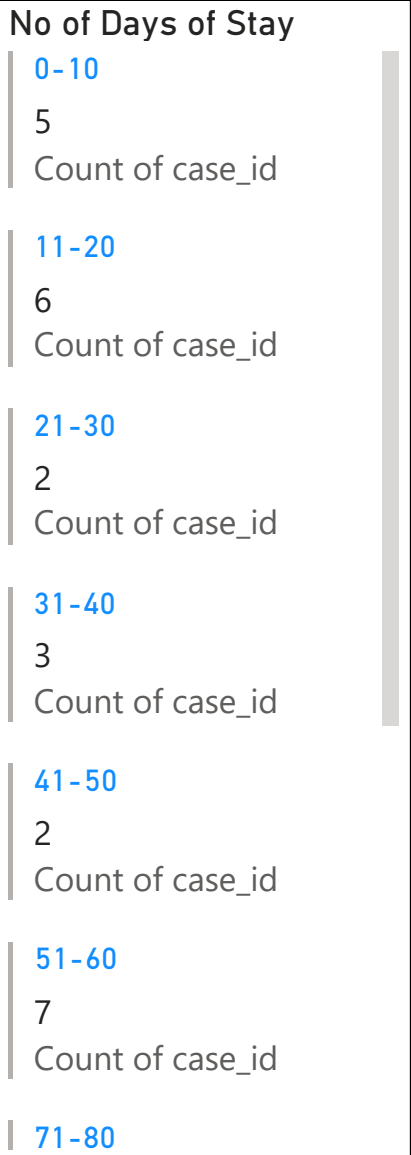 No of Days of Stay
0-10
5
Count of case_id
11-20
6
Count of case_id
21-30
2
Count of case_id
31-40
3
Count of case_id
41-50
2
Count of case_id
51-60
7
Count of case_id
71-80